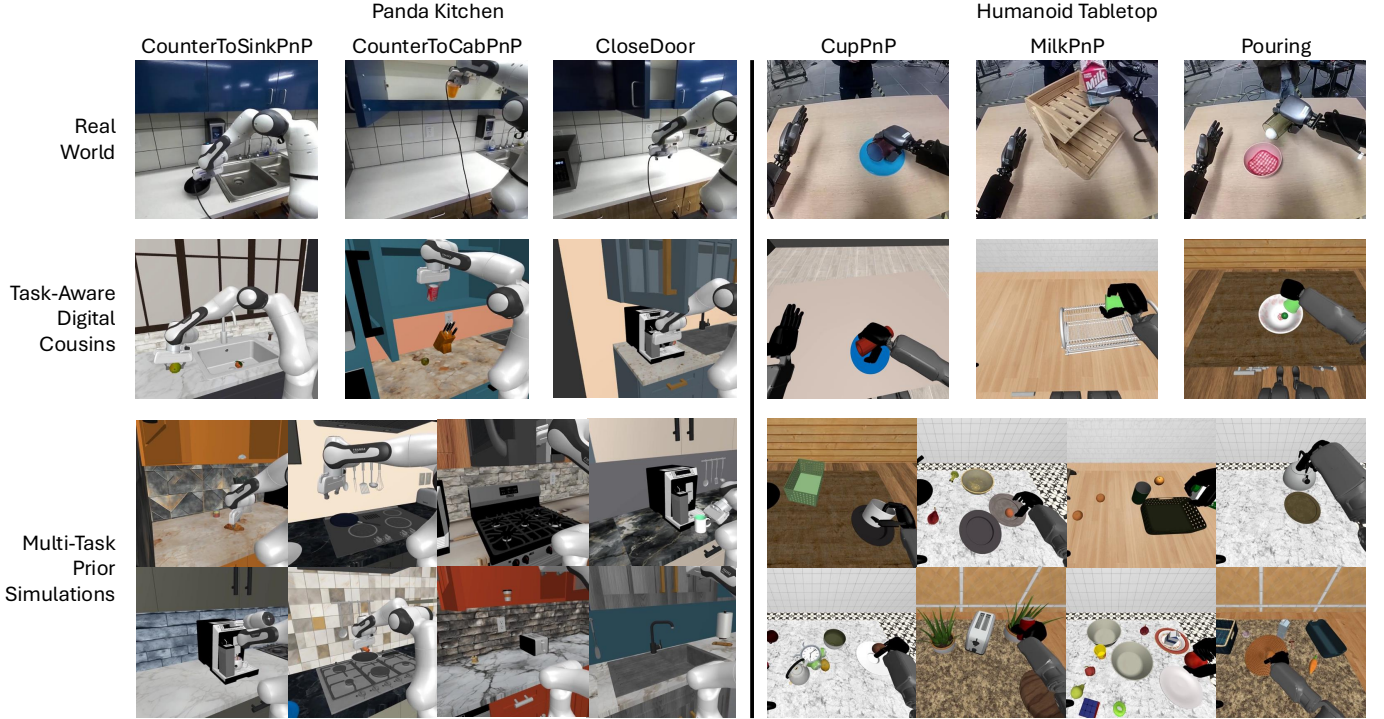 Panda Kitchen
Humanoid Tabletop
CounterToSinkPnP
CounterToCabPnP
CloseDoor
CupPnP
MilkPnP
Pouring
Real
World
Milk
Task-Aware
Digital
Cousins
Multi-Task
Prior
Simulations